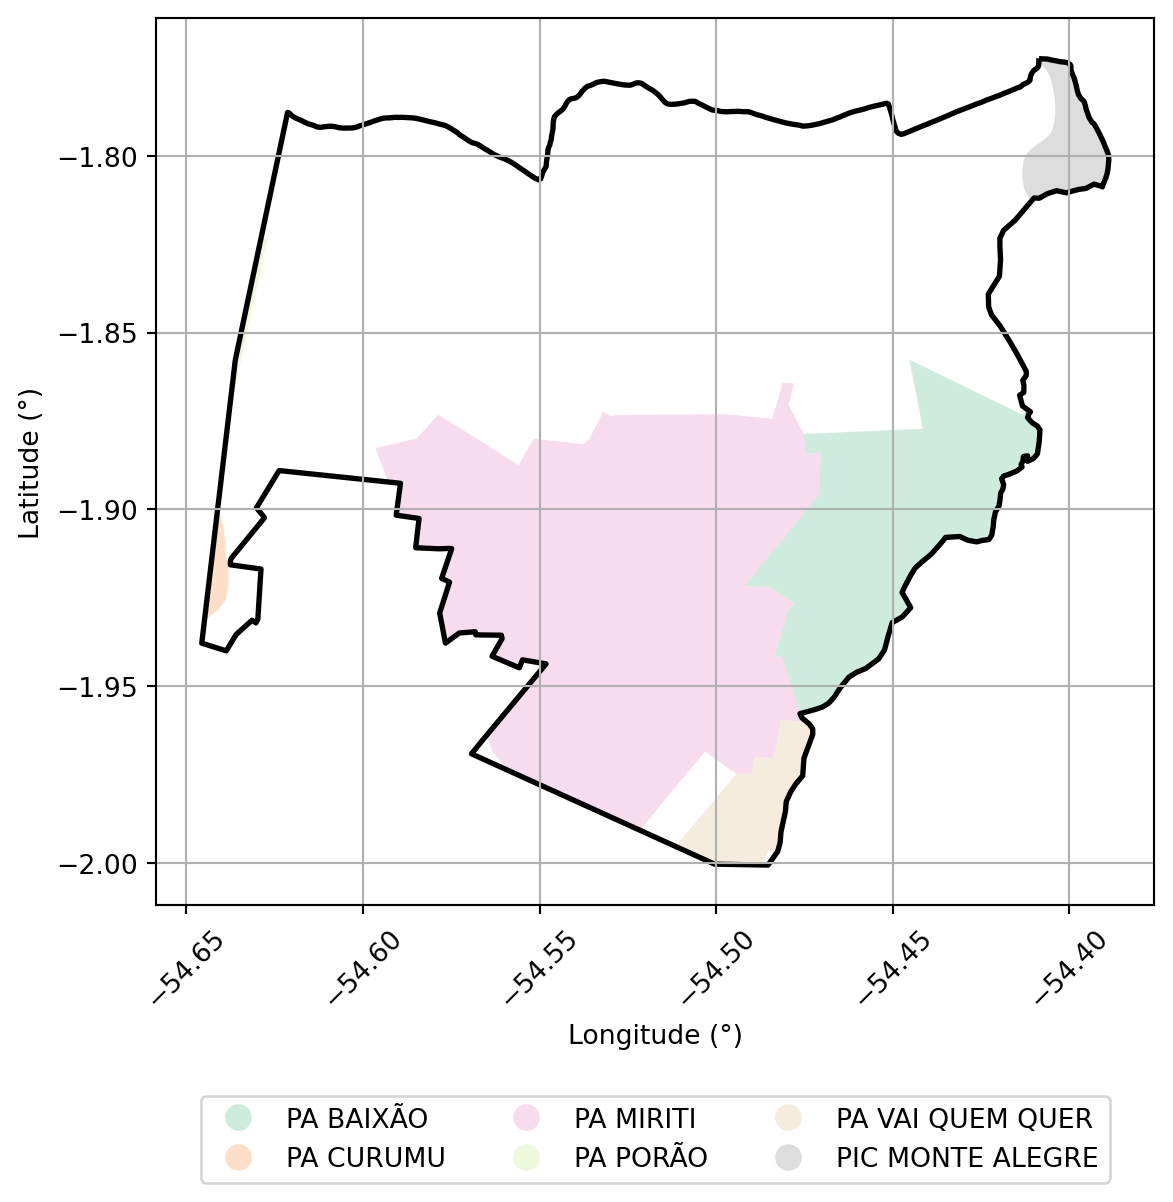 −1.80
−1.85
−1.90
−1.95
−2.00
Latitude (°)
−54.65
−54.60
−54.55
−54.50
−54.45
−54.40
Longitude (°)
PA BAIXÃO
PA MIRITI
PA VAI QUEM QUER
PA CURUMU
PA PORÃO
PIC MONTE ALEGRE